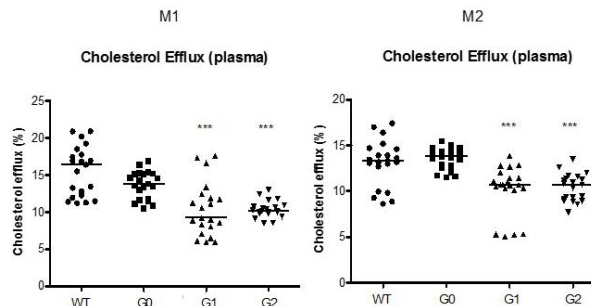 M1
Cholesterol Efflux (plasma)
Cholesterol efflux (%)
25
20
15
10
5
0
*** ***
WT G0 G1 G2
M2
Cholesterol Efflux (plasma)
Cholesterol efflux (%)
20
15
10
5
0
*** ***
WT G0 G1 G2